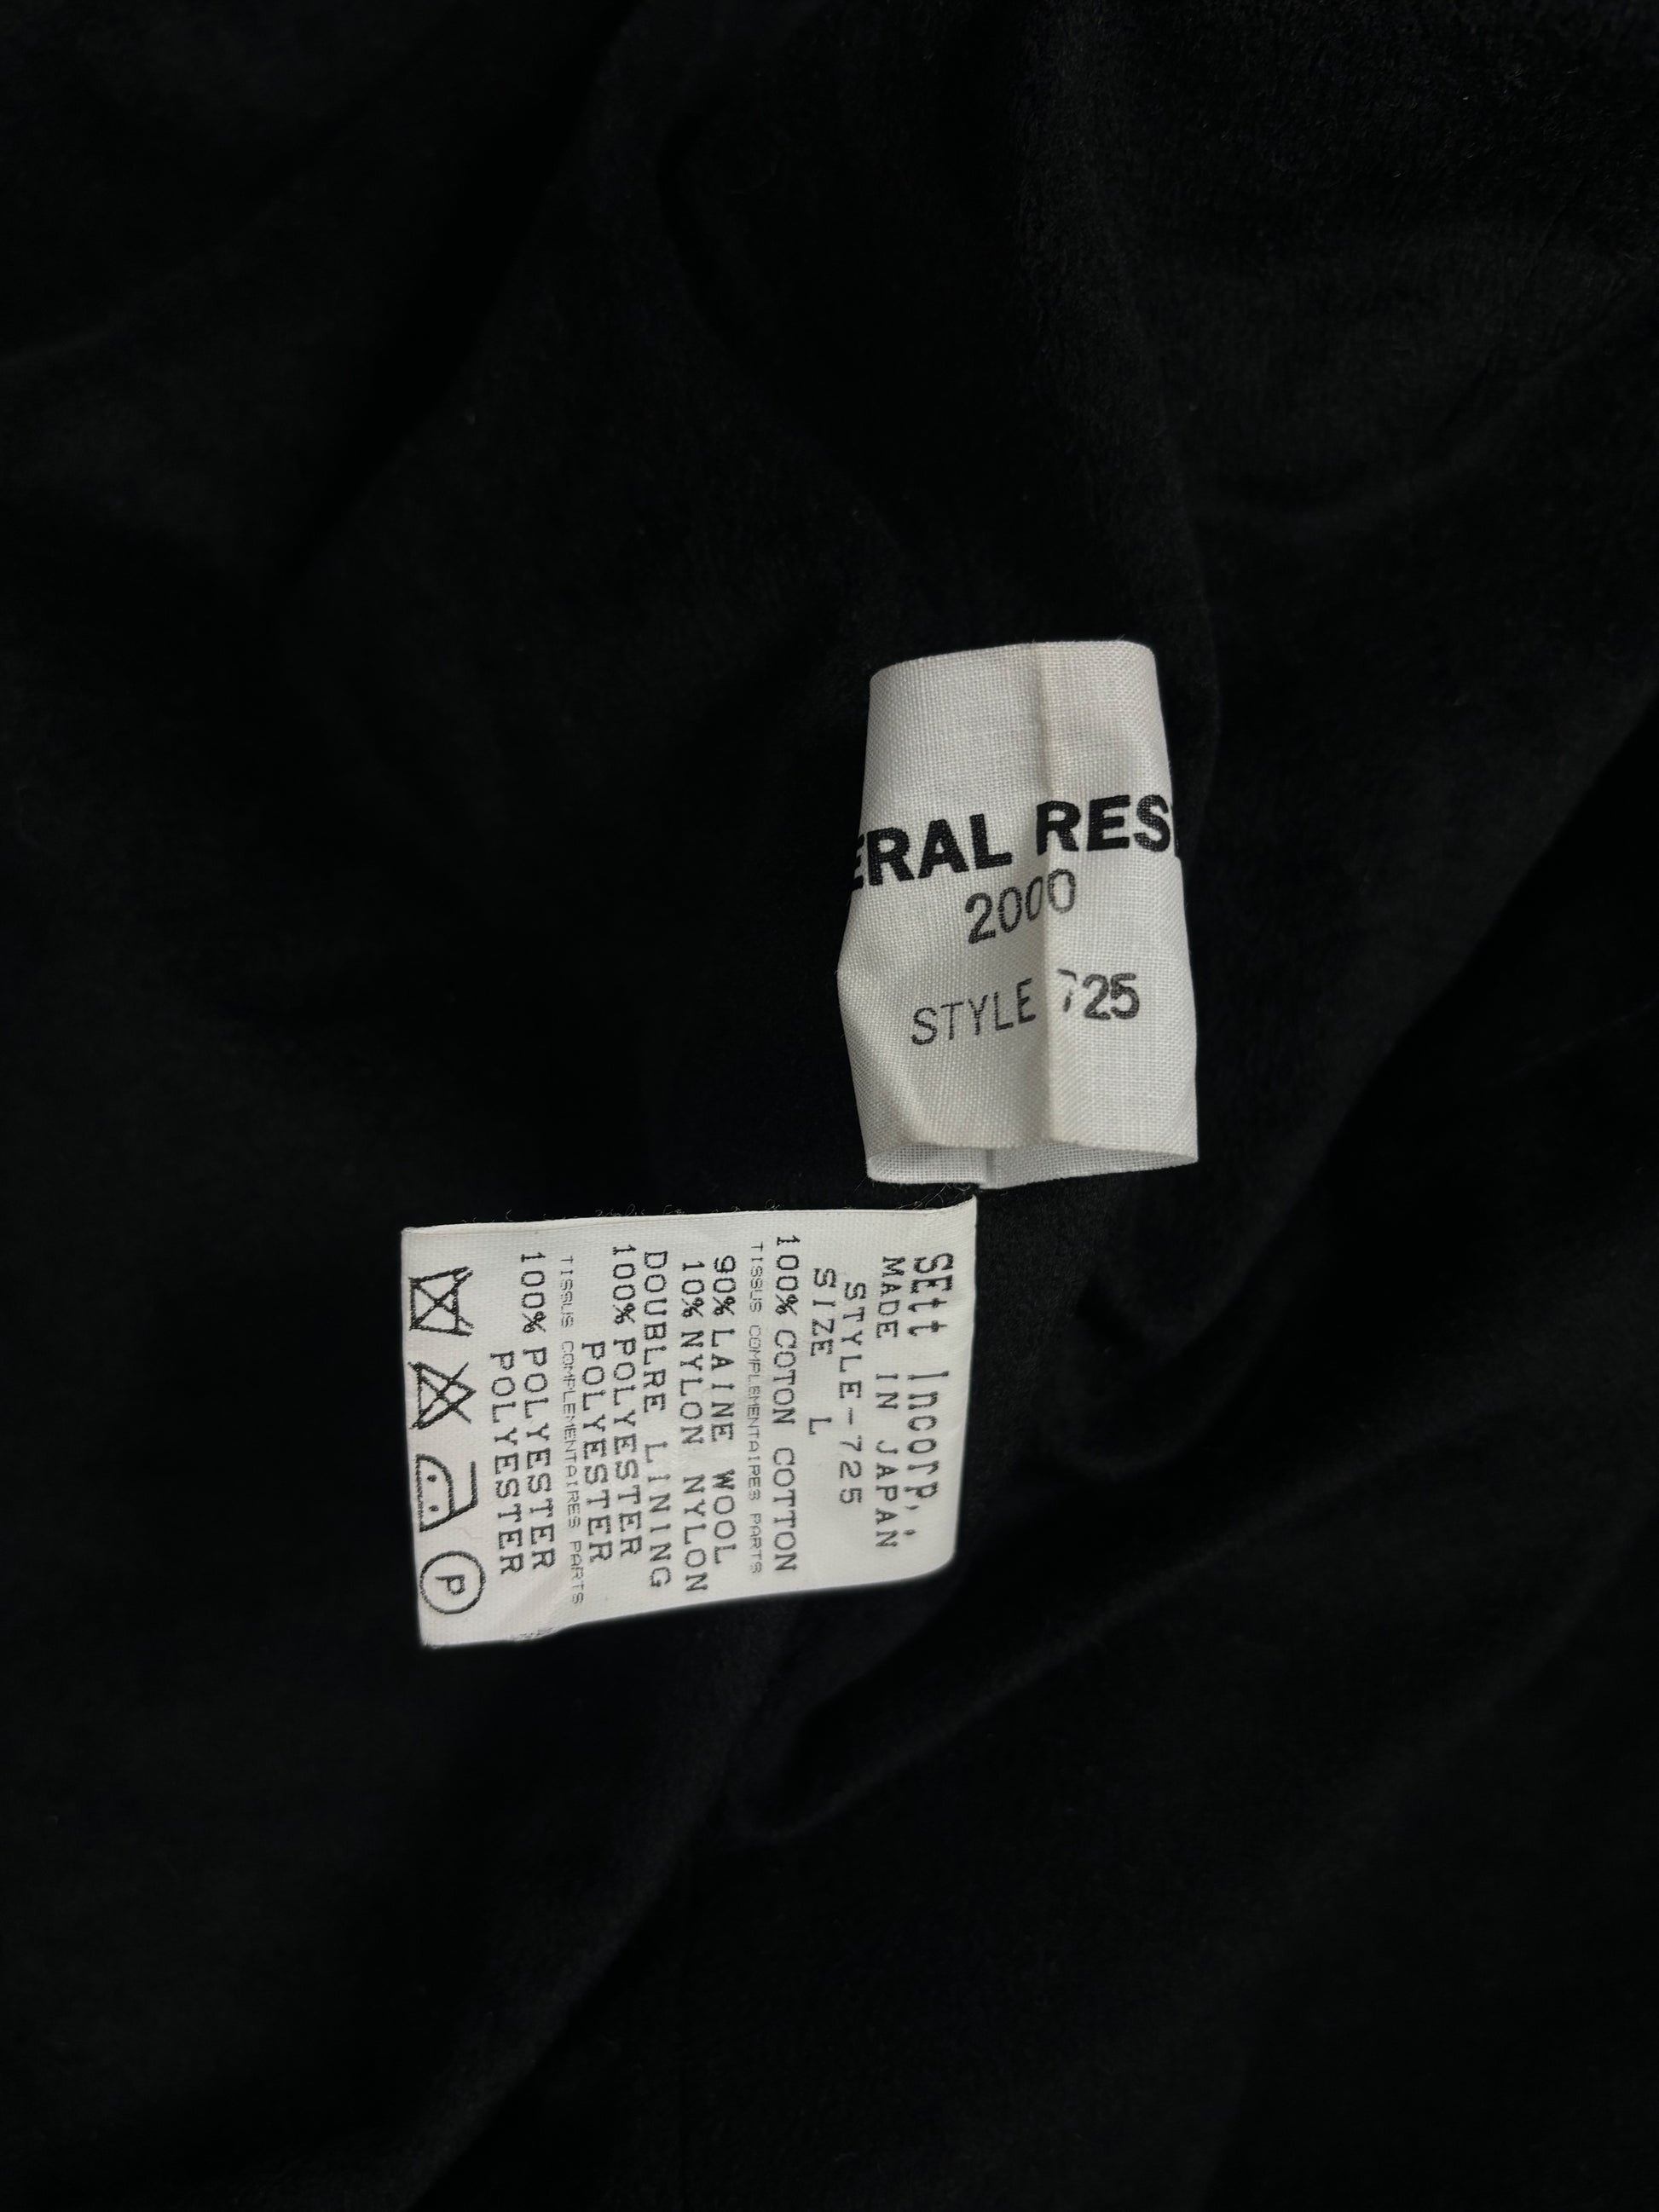 ERAL RES
2000
STYLE 725
SEtt Incorp,;
MADE IN JAPAN
STYLE-725
SIZE L
100% COTON COTTON
TISSUS COMPLEMENTAIRES PARTS
90% LAINE WOOL
10% NYLON NYLON
DOUBLRE LINING
100% POLYESTER
POLYESTER
TISSUS COMPLEMENTAIRES PARTS
100% POLYESTER
POLYESTER
P